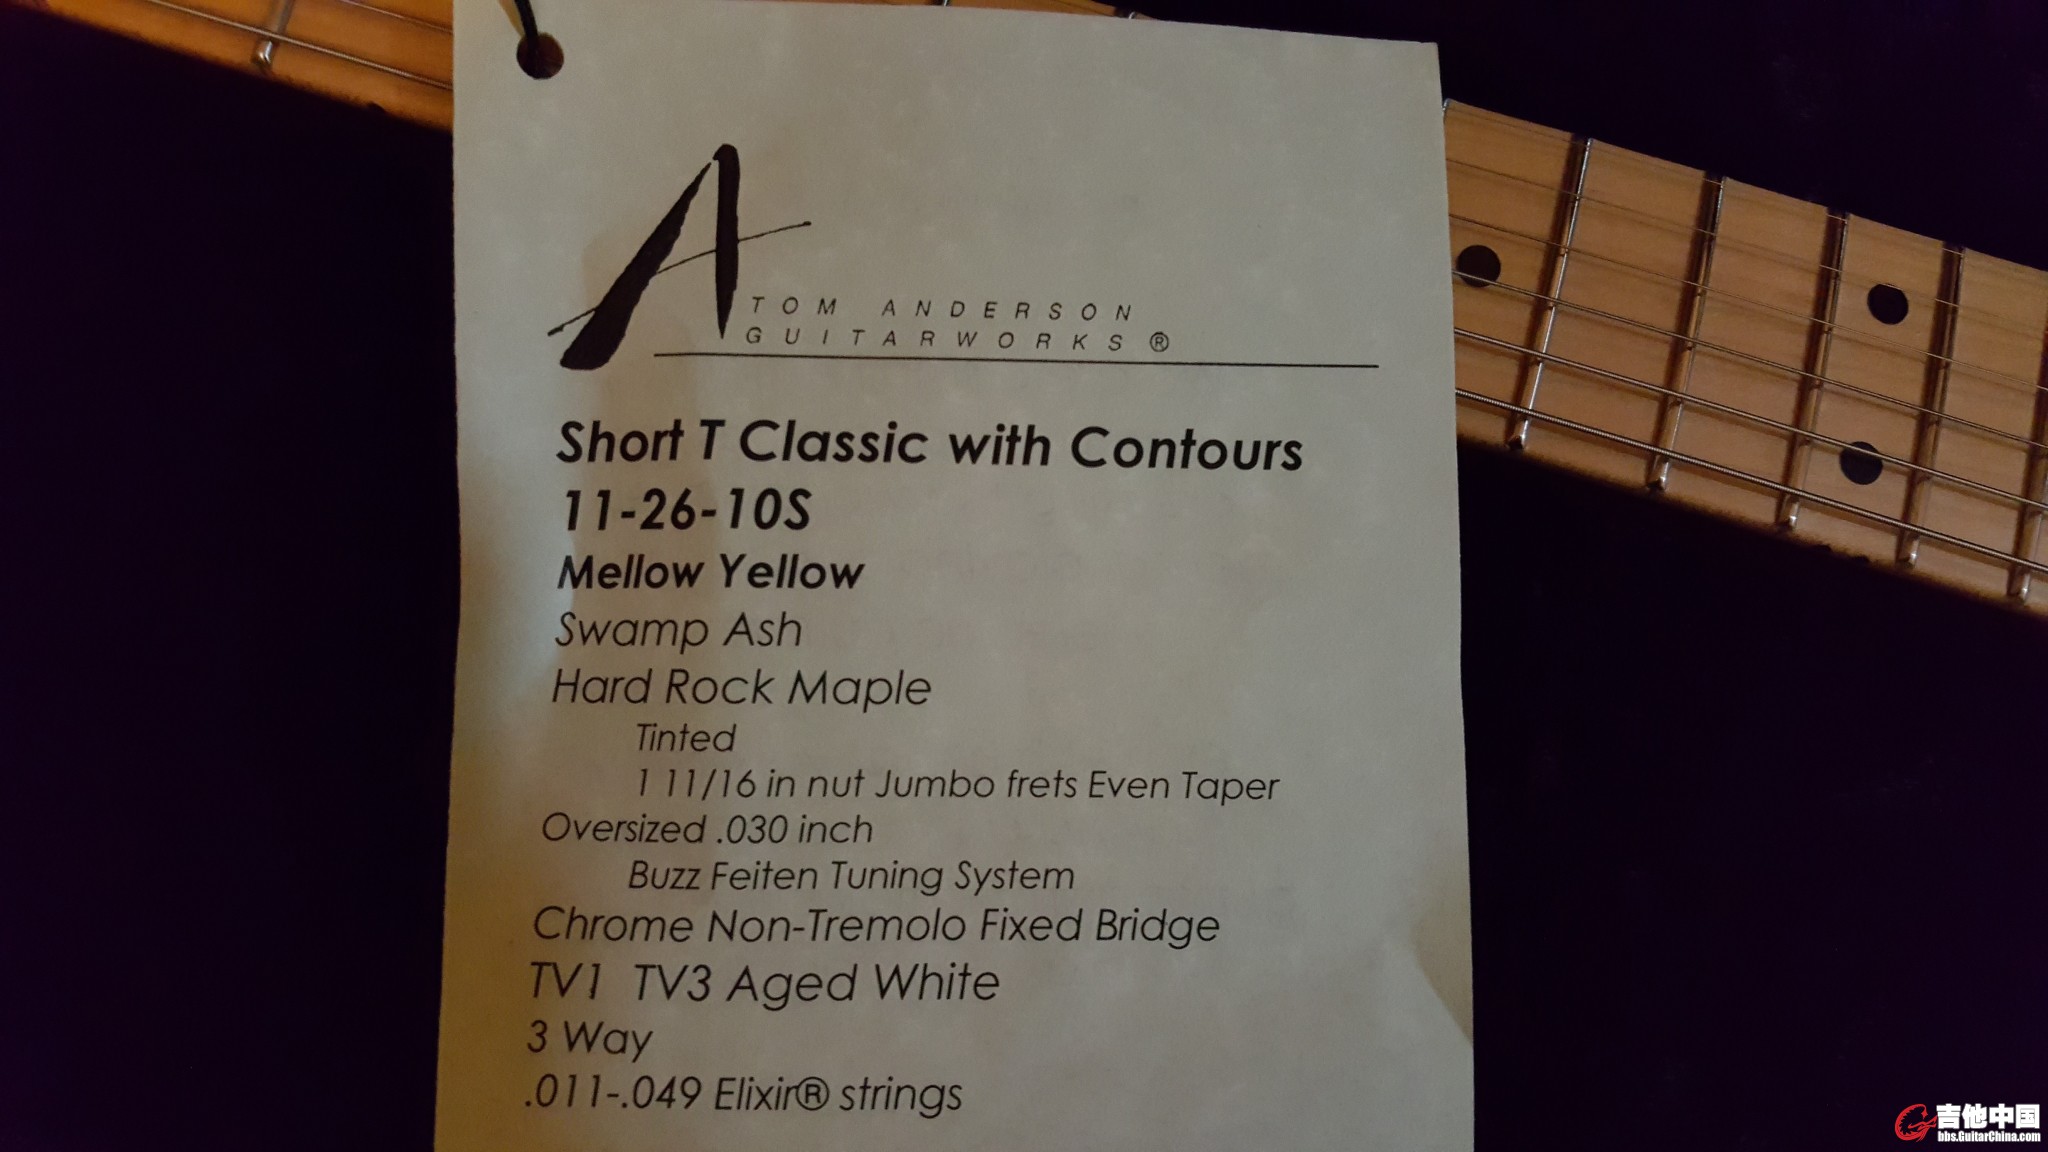 TOM ANDERSON
GUITARWORKS®
Short T Classic with Contours
11-26-10S
Mellow Yellow
Swamp Ash
Hard Rock Maple
Tinted
1 11/16 in nut Jumbo frets Even Taper
Oversized .030 inch
Buzz Feiten Tuning System
Chrome Non-Tremolo Fixed Bridge
TV1 TV3 Aged White
3 Way
.011-.049 Elixir® strings
吉他中国
bbs.GuitarChina.com